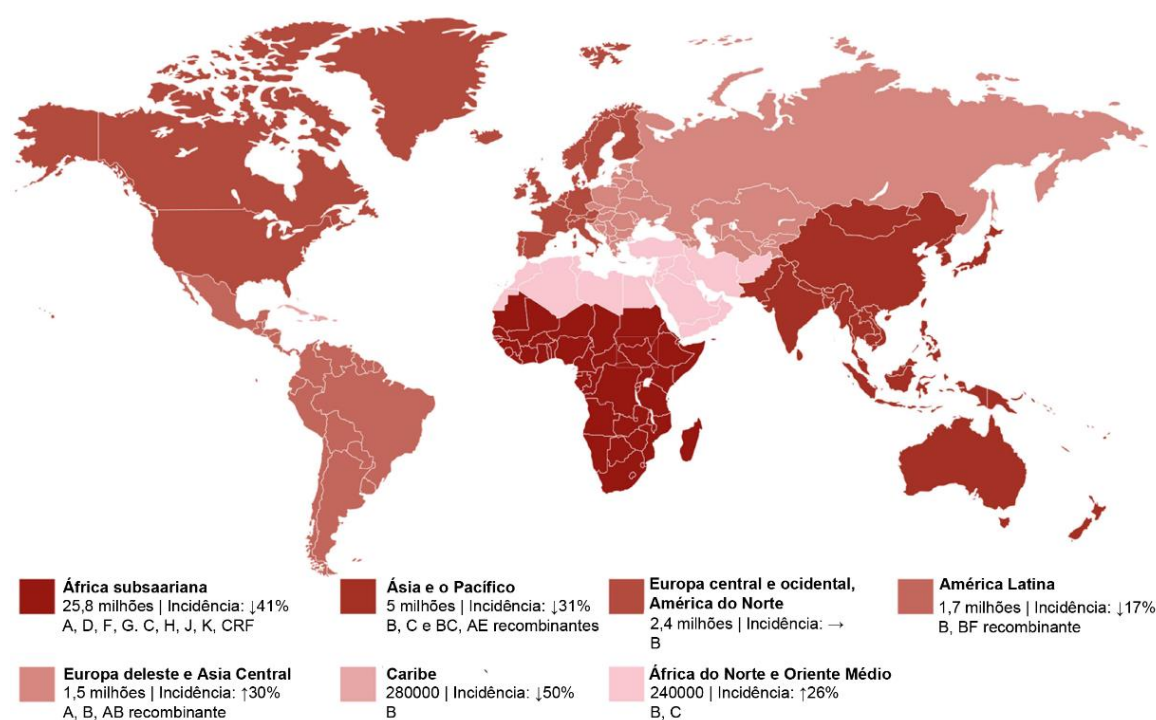 África subsaariana
25,8 milhões | Incidência: ↓41%
A, D, F, G. C, H, J, K, CRF
Ásia e o Pacífico
5 milhões | Incidência: ↓31%
B, C e BC, AE recombinantes
Europa central e ocidental,
América do Norte
2,4 milhões | Incidência: →
B
América Latina
1,7 milhões | Incidência: ↓17%
B, BF recombinante
Europa deleste e Asia Central
1,5 milhões | Incidência: ↑30%
A, B, AB recombinante
Caribe
280000 | Incidência: ↓50%
B
África do Norte e Oriente Médio
240000 | Incidência: ↑26%
B, C